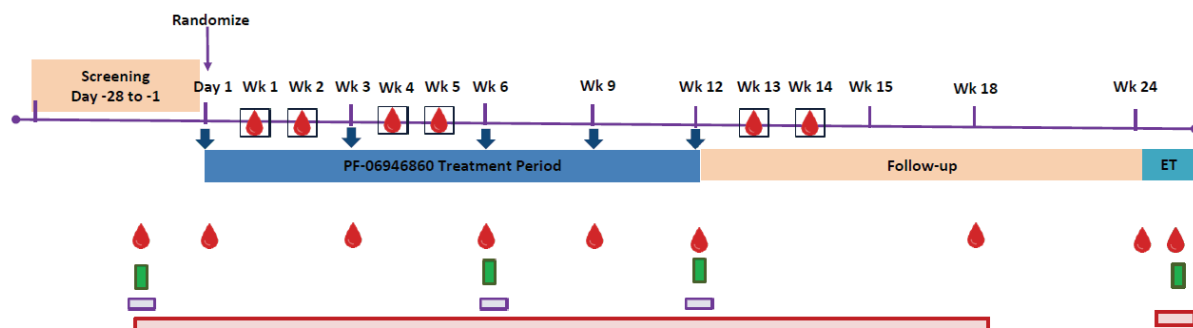 Randomize
Screening
Day -28 to -1
Day 1 Wk 1 Wk 2 Wk 3 Wk 4 Wk 5 Wk 6 Wk 9 Wk 12 Wk 13 Wk 14 Wk 15 Wk 18 Wk 24
PF-06946860 Treatment Period Follow-up ET